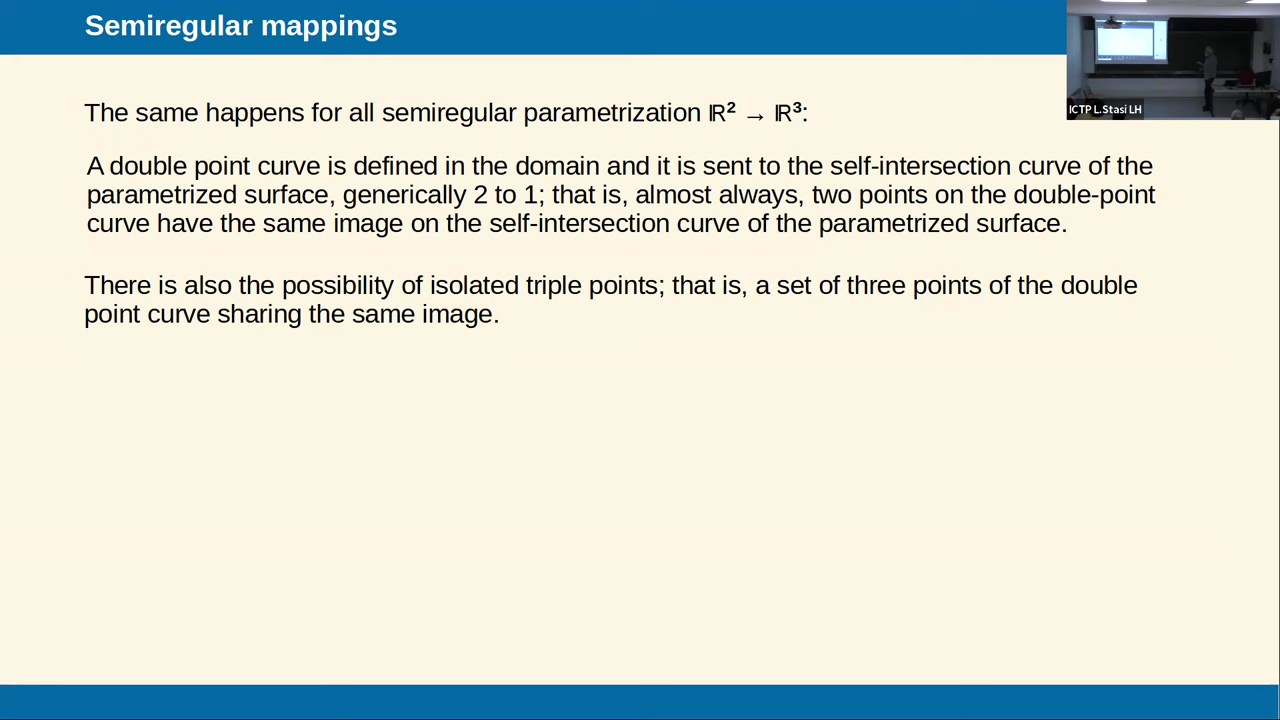 Semiregular mappings
ICTP L.Stasi LH
The same happens for all semiregular parametrization ℝ² → ℝ³:
A double point curve is defined in the domain and it is sent to the self-intersection curve of the
parametrized surface, generically 2 to 1; that is, almost always, two points on the double-point
curve have the same image on the self-intersection curve of the parametrized surface.
There is also the possibility of isolated triple points; that is, a set of three points of the double
point curve sharing the same image.